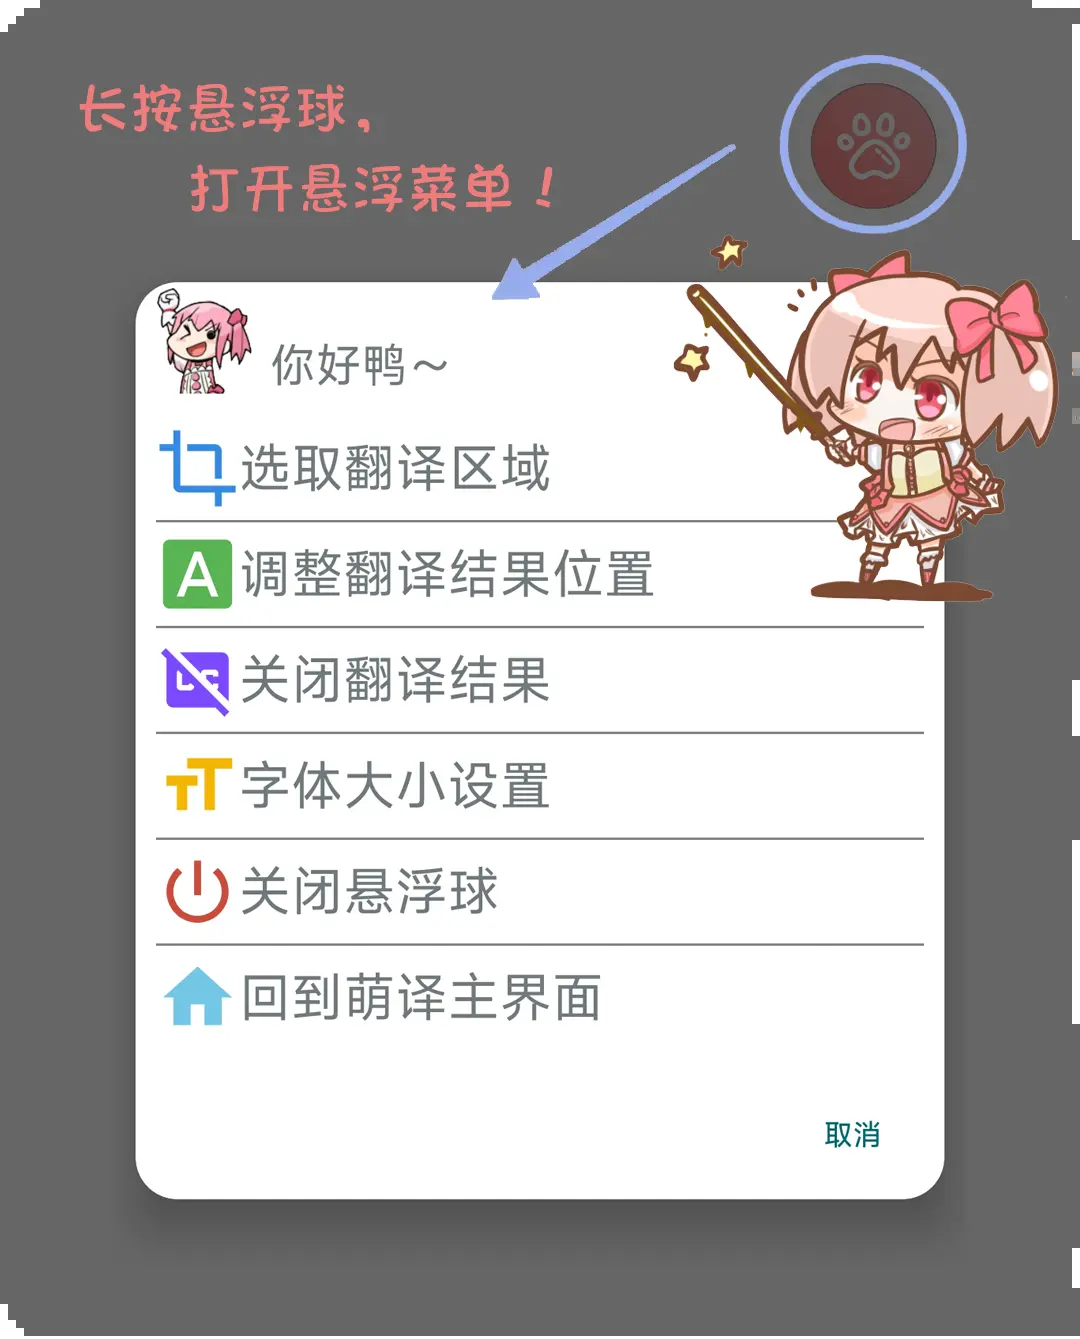 长按悬浮球，
打开悬浮菜单！
你好鸭～
选取翻译区域
A
调整翻译结果位置
关闭翻译结果
字体大小设置
关闭悬浮球
回到萌译主界面
取消